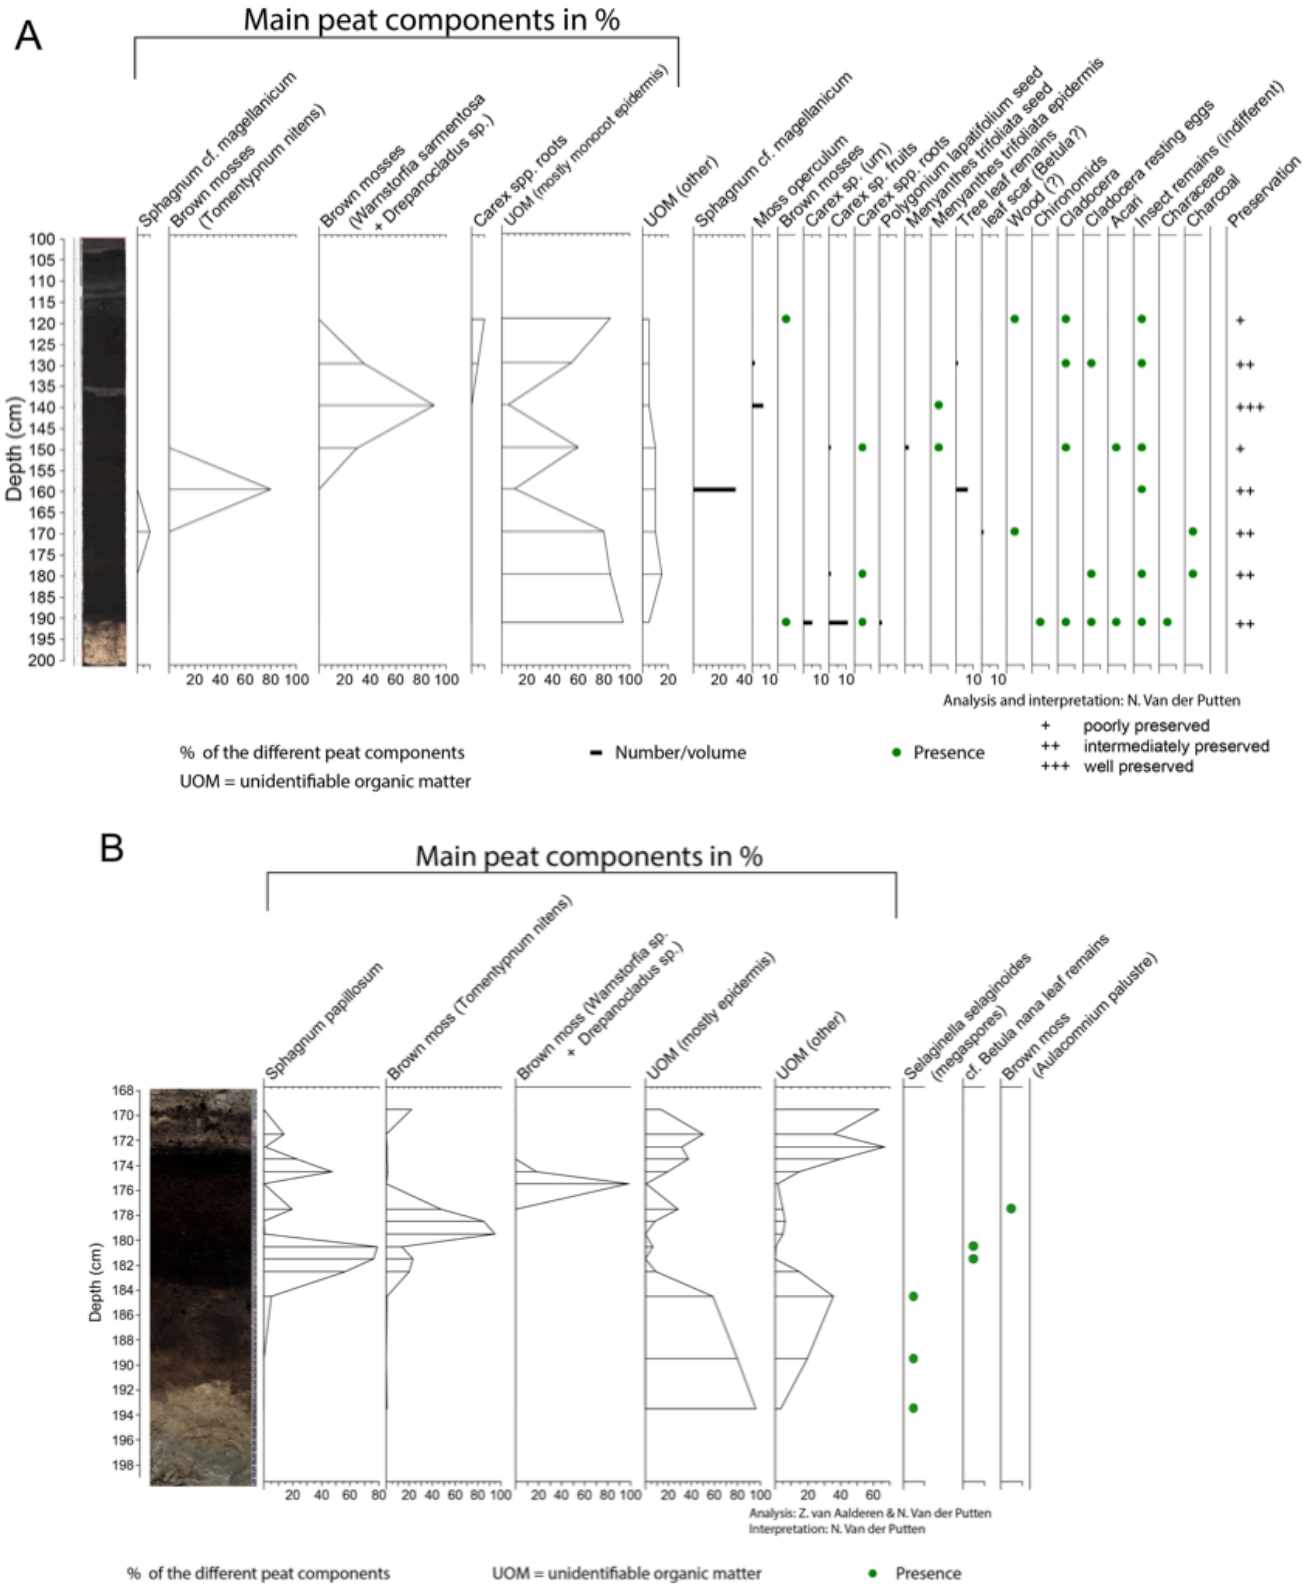 A
Main peat components in %
Sphagnum cf. magellanicum
Brown mosses
(Tomentypnum nitens)
Brown mosses
(Warnstorfia sarmentosa
+ Drepanocladus sp.)
Carex spp. roots
UOM (mostly monocot epidermis)
UOM (other)
Sphagnum cf. magellanicum
Moss operculum
Brown mosses
Carex sp. (urn)
Carex sp. fruits
Carex spp. roots
Polygonium lapatifolium seed
Menyanthes trifoliata seed
Menyanthes trifoliata epidermis
Tree leaf remains
leaf scar (Betula?)
Wood (?)
Chironomids
Cladocera
Cladocera resting eggs
Acari
Insect remains (indifferent)
Characeae
Charcoal
Preservation
Depth (cm)
100
105
110
115
120
125
130
135
140
145
150
155
160
165
170
175
180
185
190
195
200
+
++
+++
+
++
++
++
++
20 40 60 80 100
20 40 60 80 100
20 40 60 80 100
20
20 40
10
10
10
10
10
Analysis and interpretation: N. Van der Putten
% of the different peat components
Number/volume
Presence
UOM = unidentifiable organic matter
+ poorly preserved
++ intermediately preserved
+++ well preserved
B
Main peat components in %
Sphagnum papillosum
Brown moss (Tomentypnum nitens)
Brown moss (Warnstorfia sp.
+ Drepanocladus sp.)
UOM (mostly epidermis)
UOM (other)
Selaginella selaginoides
(megaspores)
cf. Betula nana leaf remains
Brown moss
(Aulacomnium palustre)
Depth (cm)
168
170
172
174
176
178
180
182
184
186
188
190
192
194
196
198
20 40 60 80
20 40 60 80 100
20 40 60 80 100
20 40 60 80 100
20 40 60
Analysis: Z. van Aalderen & N. Van der Putten
Interpretation: N. Van der Putten
% of the different peat components
UOM = unidentifiable organic matter
Presence